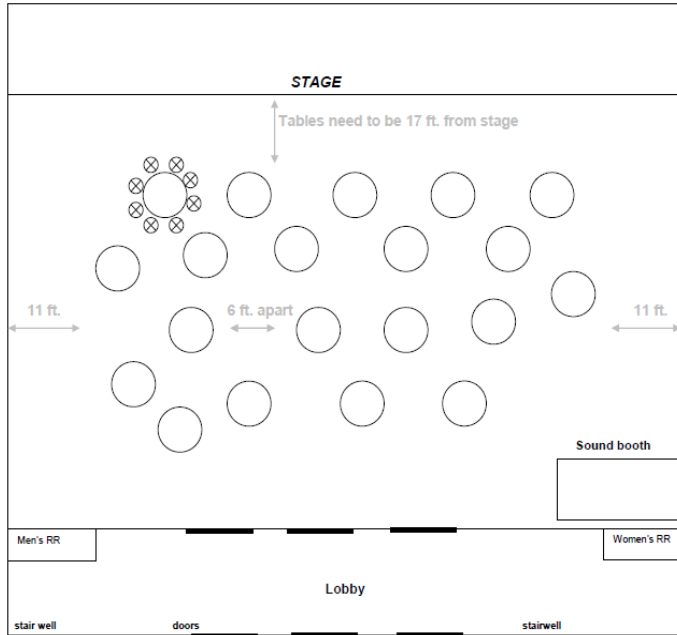 STAGE
Tables need to be 17 ft. from stage
11 ft.
6 ft. apart
11 ft.
Sound booth
Men's RR
Women's RR
Lobby
stair well
doors
stairwell